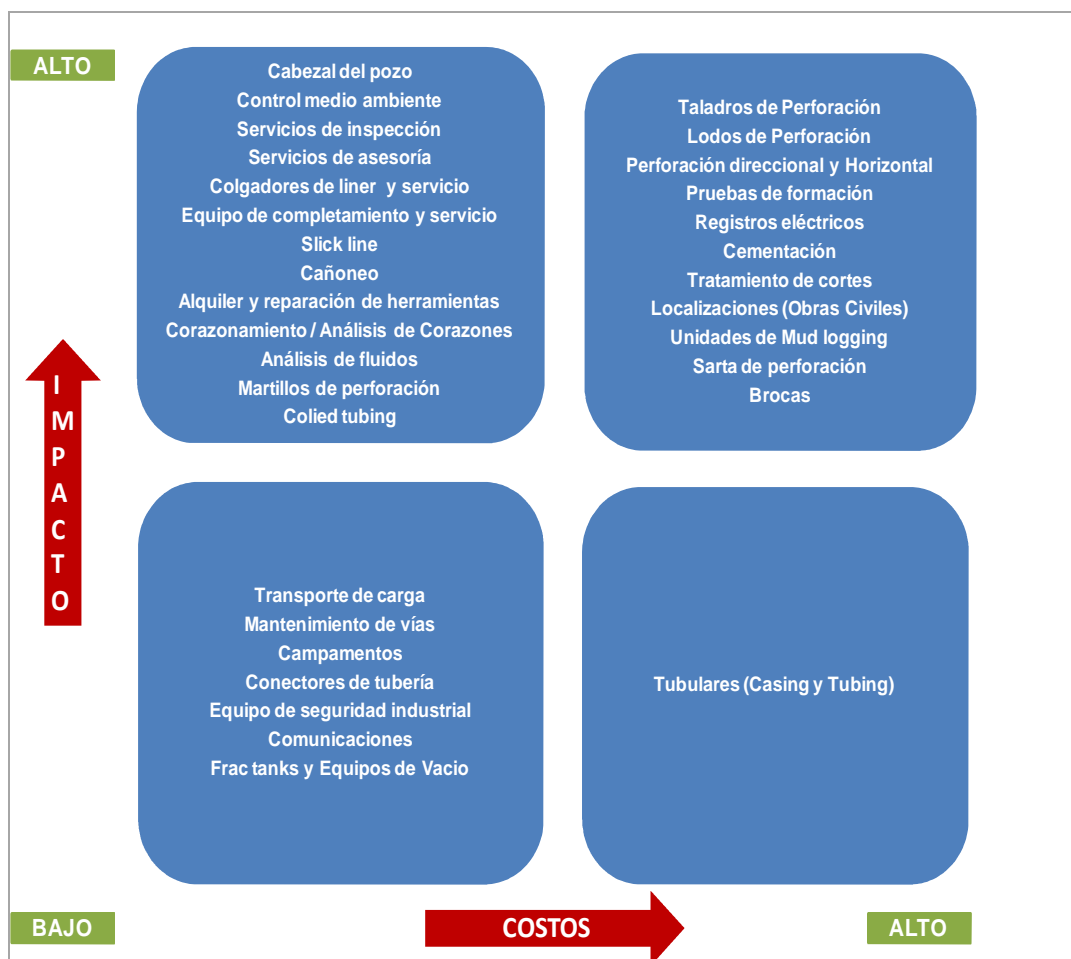 ALTO
Cabezal del pozo
Control medio ambiente
Servicios de inspección
Servicios de asesoría
Colgadores de liner y servicio
Equipo de completamiento y servicio
Slick line
Cañoneo
Alquiler y reparación de herramientas
Corazonamiento / Análisis de Corazones
Análisis de fluidos
Martillos de perforación
Colied tubing
Taladros de Perforación
Lodos de Perforación
Perforación direccional y Horizontal
Pruebas de formación
Registros eléctricos
Cementación
Tratamiento de cortes
Localizaciones (Obras Civiles)
Unidades de Mud logging
Sarta de perforación
Brocas
IMPACTO
Transporte de carga
Mantenimiento de vías
Campamentos
Conectores de tubería
Equipo de seguridad industrial
Comunicaciones
Frac tanks y Equipos de Vacio
Tubulares (Casing y Tubing)
BAJO
COSTOS
ALTO